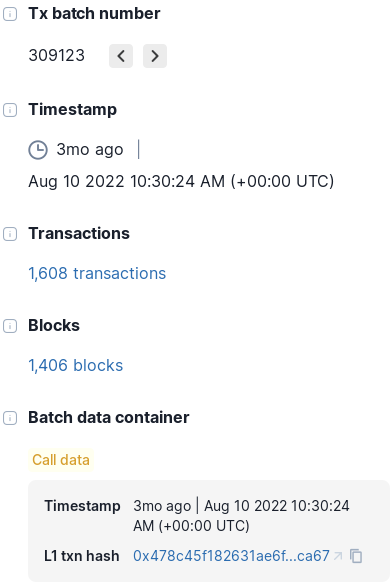 Tx batch number
309123
Timestamp
3mo ago |
Aug 10 2022 10:30:24 AM (+00:00 UTC)
Transactions
1,608 transactions
Blocks
1,406 blocks
Batch data container
Call data
Timestamp 3mo ago | Aug 10 2022 10:30:24
AM (+00:00 UTC)
L1 txn hash 0x478c45f182631ae6f...ca67